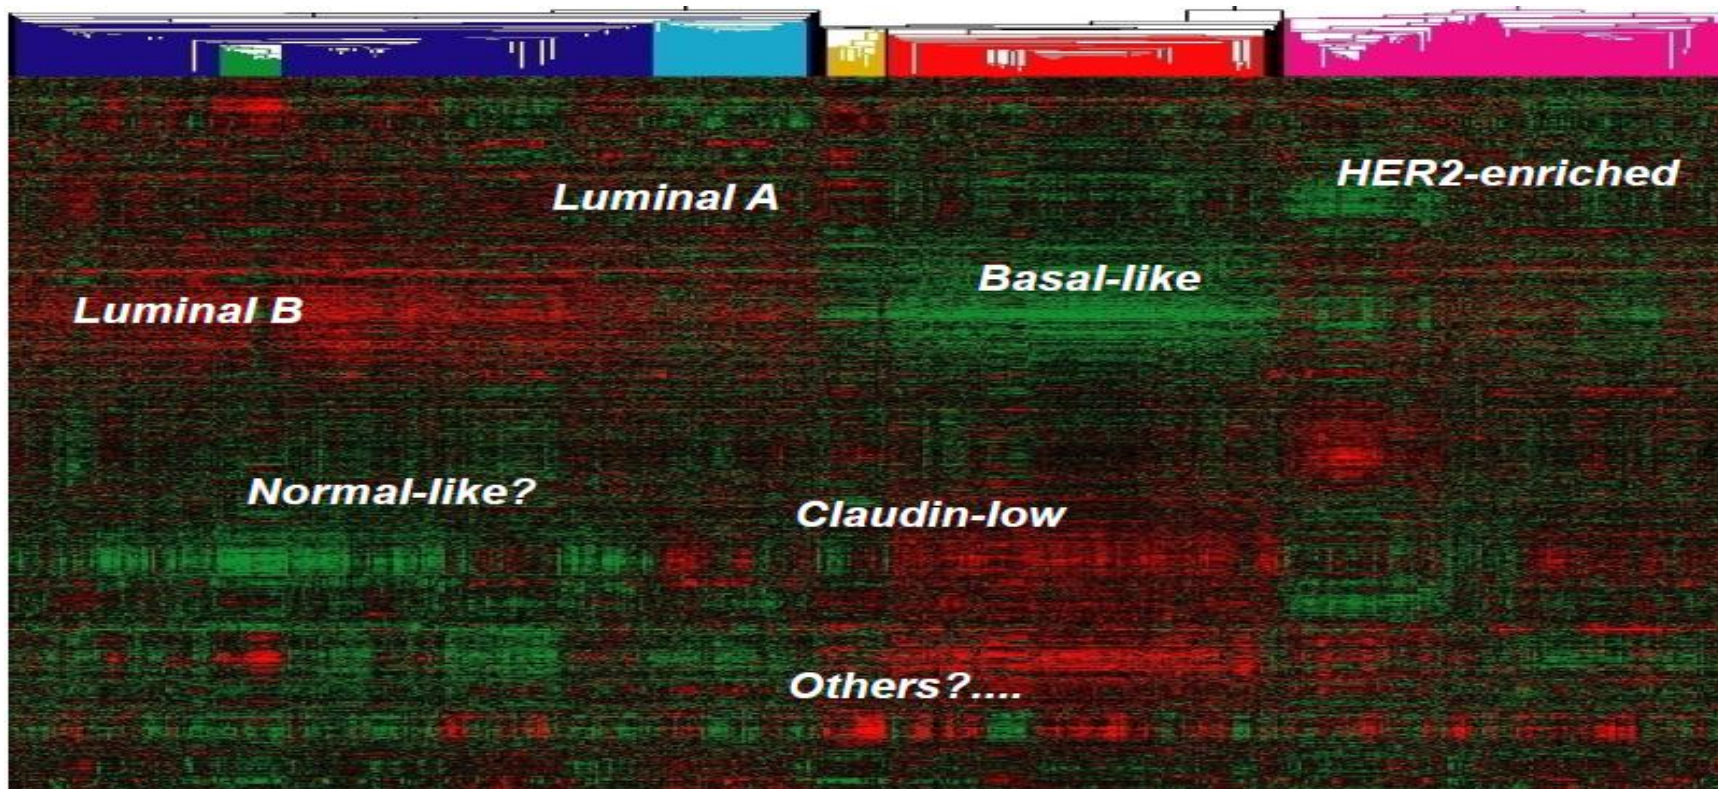 HER2-enriched
Luminal A
Basal-like
Luminal B
Normal-like?
Claudin-low
Others?....